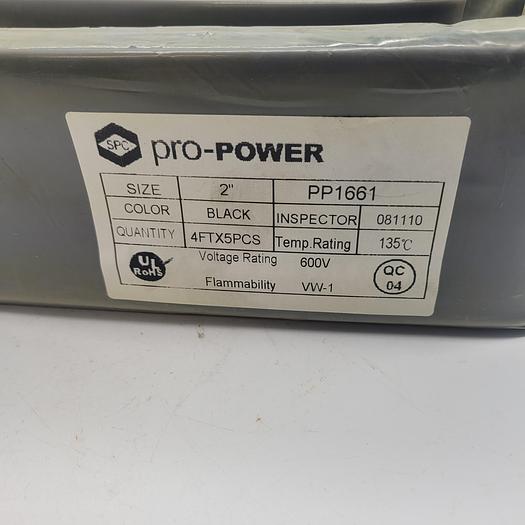 SPC pro-POWER
SIZE 2" PP1661
COLOR BLACK INSPECTOR 081110
QUANTITY 4FTX5PCS Temp.Rating 135℃
UL RoHS Voltage Rating 600V QC 04
Flammability VW-1